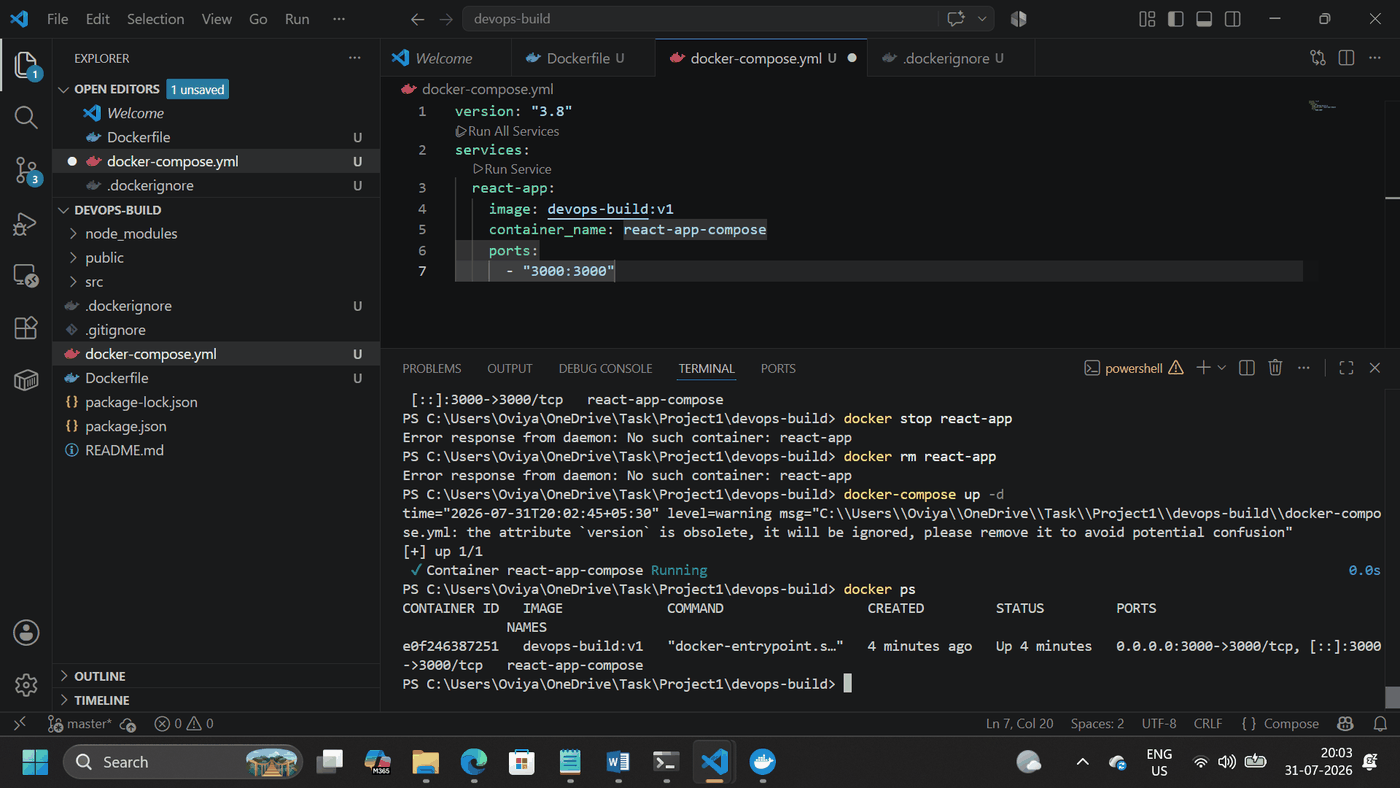 File Edit Selection View Go Run ···
devops-build
EXPLORER ···
OPEN EDITORS 1 unsaved
Welcome
Dockerfile U
docker-compose.yml U
.dockerignore U
DEVOPS-BUILD
node_modules
public
src
.dockerignore U
.gitignore
docker-compose.yml U
Dockerfile U
package-lock.json
package.json
README.md
OUTLINE
TIMELINE
1
3
Welcome Dockerfile U docker-compose.yml U .dockerignore U ···
docker-compose.yml
1 version: "3.8"
Run All Services
2 services:
Run Service
3 react-app:
4 image: devops-build:v1
5 container_name: react-app-compose
6 ports:
7 - "3000:3000"
PROBLEMS OUTPUT DEBUG CONSOLE TERMINAL PORTS powershell ···
[::]:3000->3000/tcp react-app-compose
PS C:\Users\Oviya\OneDrive\Task\Project1\devops-build> docker stop react-app
Error response from daemon: No such container: react-app
PS C:\Users\Oviya\OneDrive\Task\Project1\devops-build> docker rm react-app
Error response from daemon: No such container: react-app
PS C:\Users\Oviya\OneDrive\Task\Project1\devops-build> docker-compose up -d
time="2026-07-31T20:02:45+05:30" level=warning msg="C:\\Users\\Oviya\\OneDrive\\Task\\Project1\\devops-build\\docker-compo
se.yml: the attribute `version` is obsolete, it will be ignored, please remove it to avoid potential confusion"
[+] up 1/1
✓ Container react-app-compose Running 0.0s
PS C:\Users\Oviya\OneDrive\Task\Project1\devops-build> docker ps
CONTAINER ID IMAGE COMMAND CREATED STATUS PORTS
NAMES
e0f246387251 devops-build:v1 "docker-entrypoint.s…" 4 minutes ago Up 4 minutes 0.0.0.0:3000->3000/tcp, [::]:3000
->3000/tcp react-app-compose
PS C:\Users\Oviya\OneDrive\Task\Project1\devops-build>
master* 0 0 Ln 7, Col 20 Spaces: 2 UTF-8 CRLF { } Compose
Search
M365
ENG
US
20:03
31-07-2026